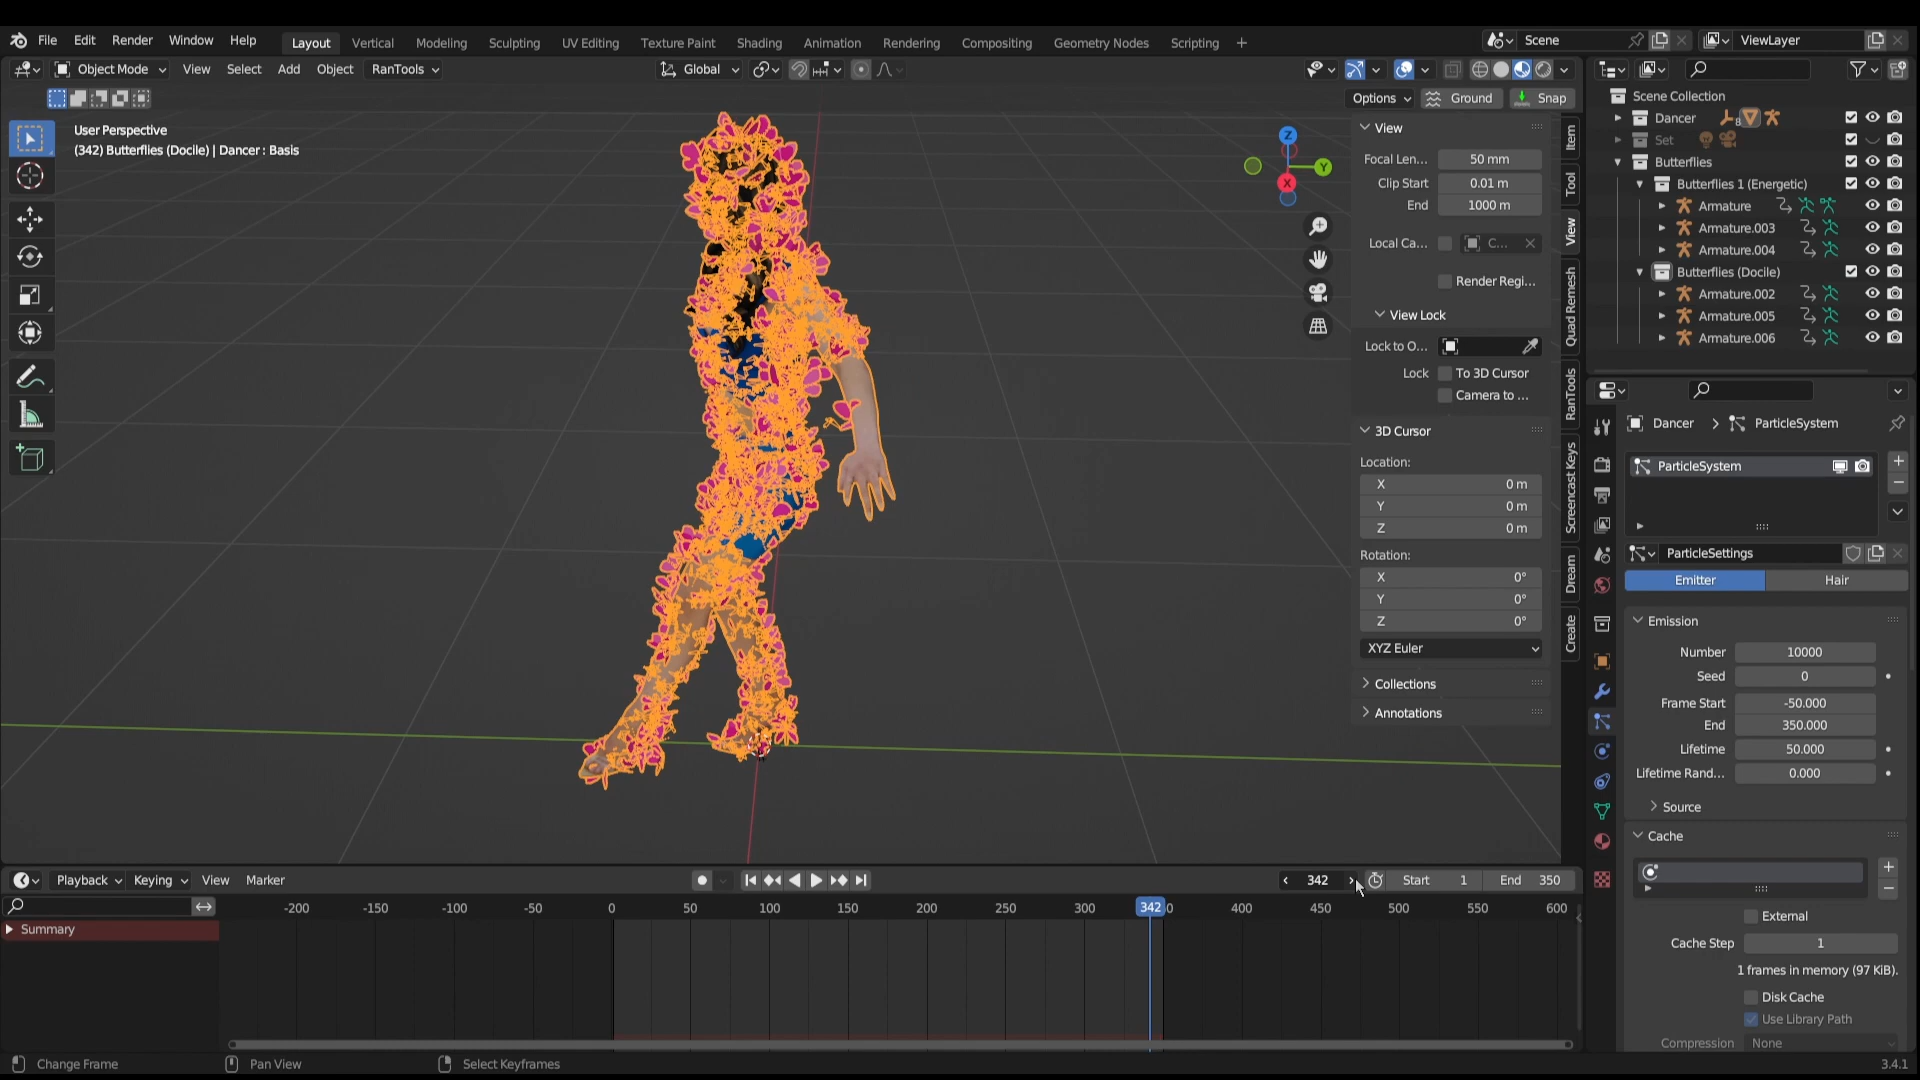 File Edit Render Window Help Layout Vertical Modeling Sculpting UV Editing Texture Paint Shading Animation Rendering Compositing Geometry Nodes Scripting + Scene ViewLayer
Object Mode View Select Add Object RanTools Global
Options Ground Snap
User Perspective
(342) Butterflies (Docile) | Dancer : Basis
Z
Y
X
View
Focal Len... 50 mm
Clip Start 0.01 m
End 1000 m
Local Ca... C...
Render Regi...
View Lock
Lock to O...
Lock To 3D Cursor
Camera to ...
3D Cursor
Location:
X 0 m
Y 0 m
Z 0 m
Rotation:
X 0°
Y 0°
Z 0°
XYZ Euler
Collections
Annotations
Item
Tool
View
Quad Remesh
RanTools
Screencast Keys
Dream
Create
Scene Collection
Dancer 8
Set
Butterflies
Butterflies 1 (Energetic)
Armature
Armature.003
Armature.004
Butterflies (Docile)
Armature.002
Armature.005
Armature.006
Dancer > ParticleSystem
ParticleSystem
ParticleSettings
Emitter Hair
Emission
Number 10000
Seed 0
Frame Start -50.000
End 350.000
Lifetime 50.000
Lifetime Rand... 0.000
Source
Cache
External
Cache Step 1
1 frames in memory (97 KiB).
Disk Cache
Use Library Path
Compression None
Playback Keying View Marker 342 Start 1 End 350
-200 -150 -100 -50 0 50 100 150 200 250 300 342 400 450 500 550 600
Summary
Change Frame Pan View Select Keyframes 3.4.1